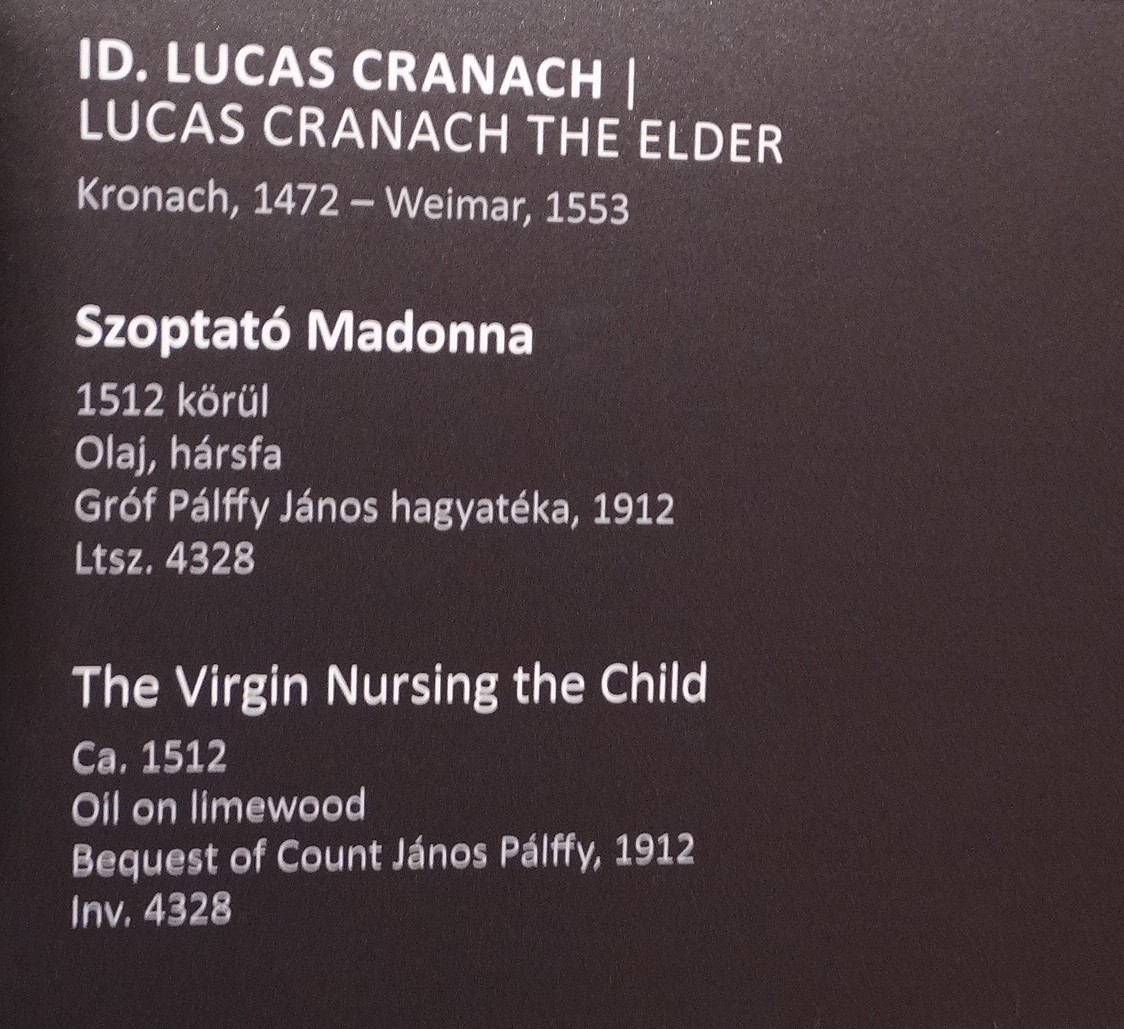 ID. LUCAS CRANACH |
LUCAS CRANACH THE ELDER
Kronach, 1472 – Weimar, 1553
Szoptató Madonna
1512 körül
Olaj, hársfa
Gróf Pálffy János hagyatéka, 1912
Ltsz. 4328
The Virgin Nursing the Child
Ca. 1512
Oil on limewood
Bequest of Count János Pálffy, 1912
Inv. 4328